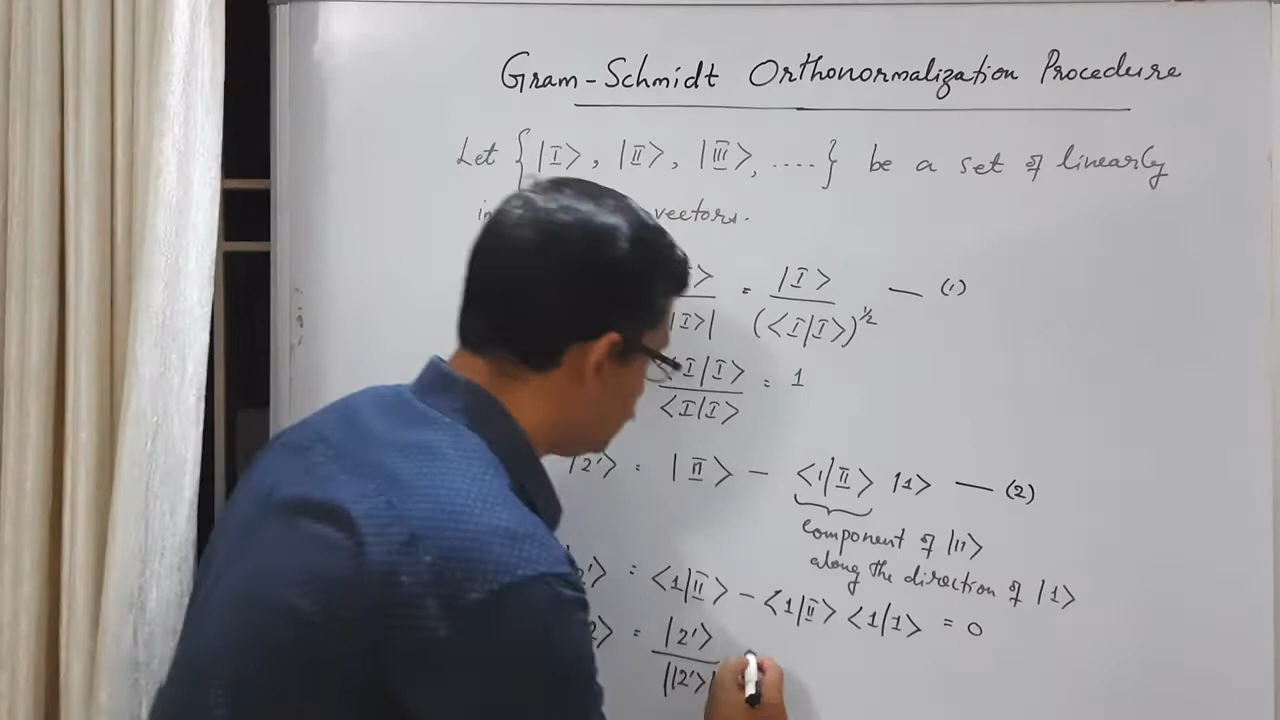 Gram-Schmidt Orthonormalization Procedure
Let {|I>, |II>, |III>, ....} be a set of linearly
vectors.
= |I> / (<I|I>)^1/2 — (1)
<I|I> / <I|I> = 1
|2'> = |II> - <1|II> |1> — (2)
component of |II>
along the direction of |1>
= <1|II> - <1|II> <1|1> = 0
= |2'> / ||2'>|